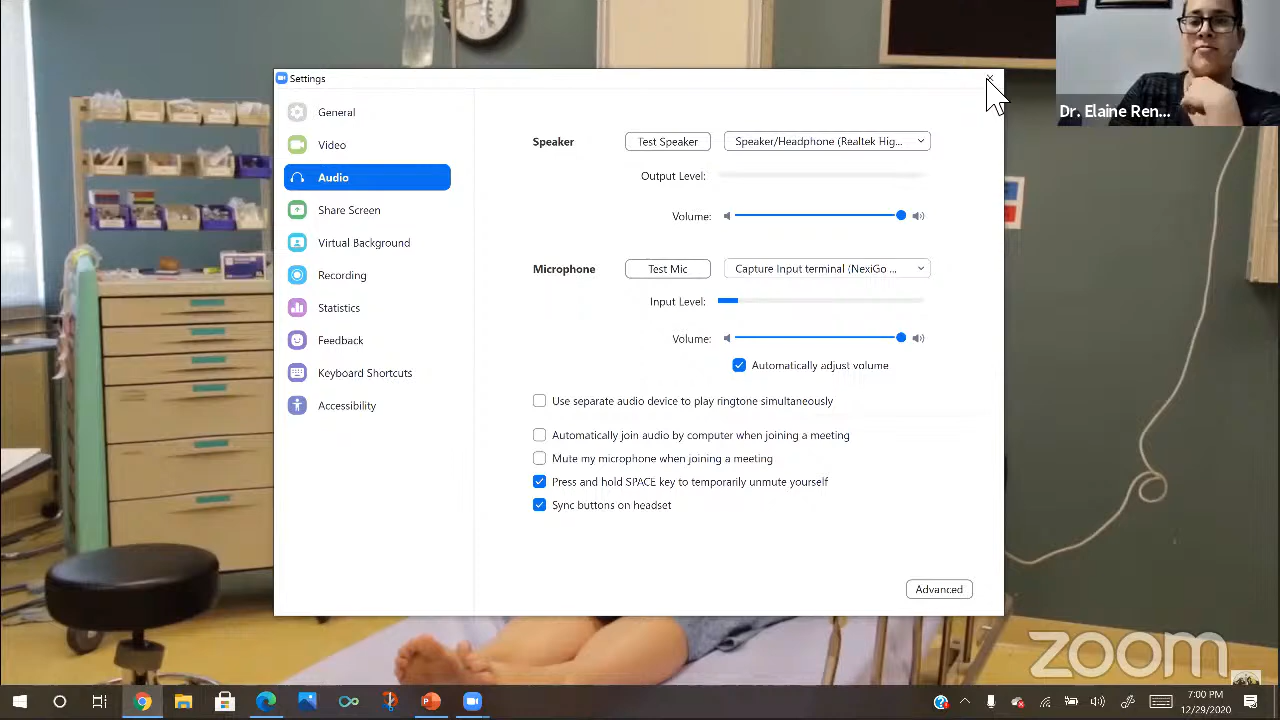 Settings
Dr. Elaine Ren...
General
Video
Audio
Share Screen
Virtual Background
Recording
Statistics
Feedback
Keyboard Shortcuts
Accessibility
Speaker
Test Speaker
Speaker/Headphone (Realtek Hig...
Output Level:
Volume:
Microphone
Test Mic
Capture Input terminal (NexiGo ...
Input Level:
Volume:
Automatically adjust volume
Use separate audio device to play ringtone simultaneously
Automatically join audio by computer when joining a meeting
Mute my microphone when joining a meeting
Press and hold SPACE key to temporarily unmute yourself
Sync buttons on headset
Advanced
zoom
7:00 PM
12/29/2020